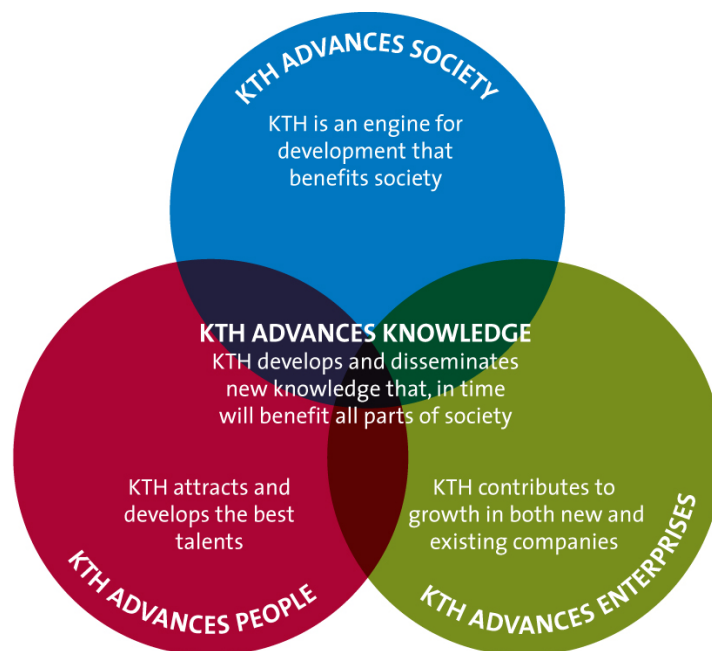 KTH ADVANCES SOCIETY
KTH is an engine for
development that
benefits society
KTH ADVANCES KNOWLEDGE
KTH develops and disseminates
new knowledge that, in time
will benefit all parts of society
KTH attracts and
develops the best
talents
KTH ADVANCES PEOPLE
KTH contributes to
growth in both new and
existing companies
KTH ADVANCES ENTERPRISES